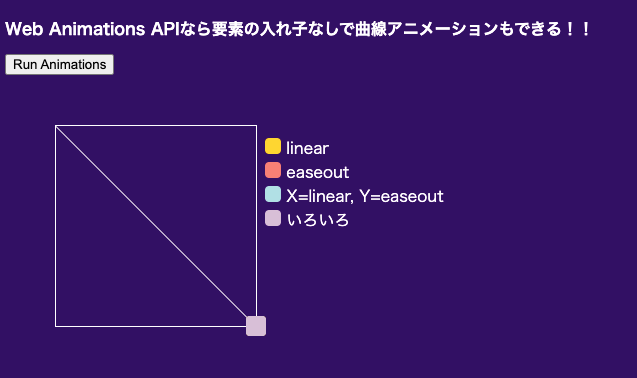 Web Animations APIなら要素の入れ子なしで曲線アニメーションもできる！！
Run Animations
linear
easeout
X=linear, Y=easeout
いろいろ